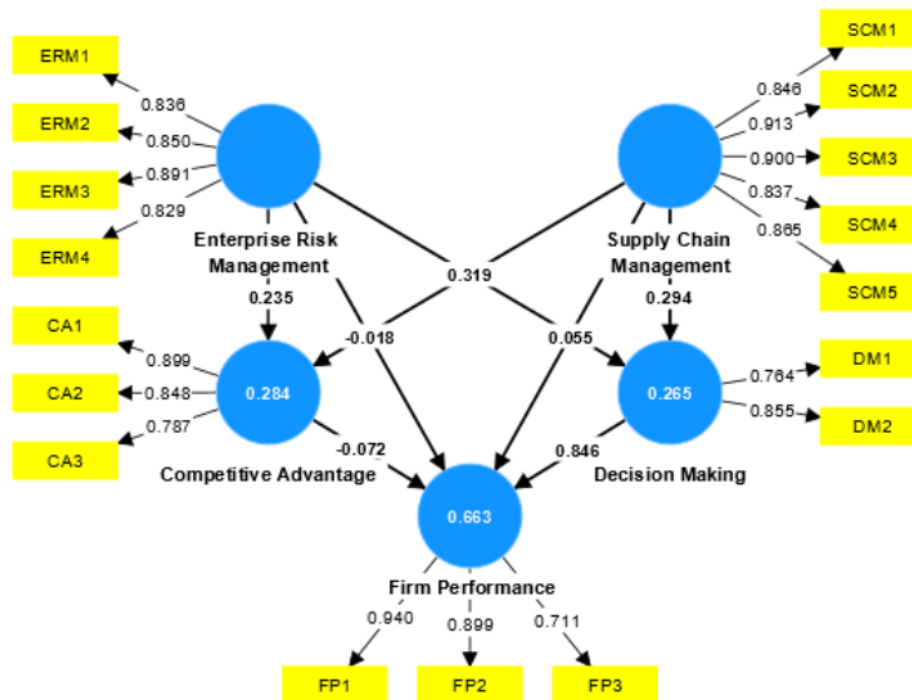 ERM1
ERM2
ERM3
ERM4
0.836
0.850
0.891
0.829
SCM1
SCM2
SCM3
SCM4
SCM5
0.846
0.913
0.900
0.837
0.865
Enterprise Risk
Management
Supply Chain
Management
0.235
0.319
0.294
-0.018
0.055
CA1
CA2
CA3
0.899
0.848
0.787
0.284
0.265
0.764
0.855
DM1
DM2
Competitive Advantage
-0.072
0.846
Decision Making
0.663
Firm Performance
0.940
0.899
0.711
FP1
FP2
FP3